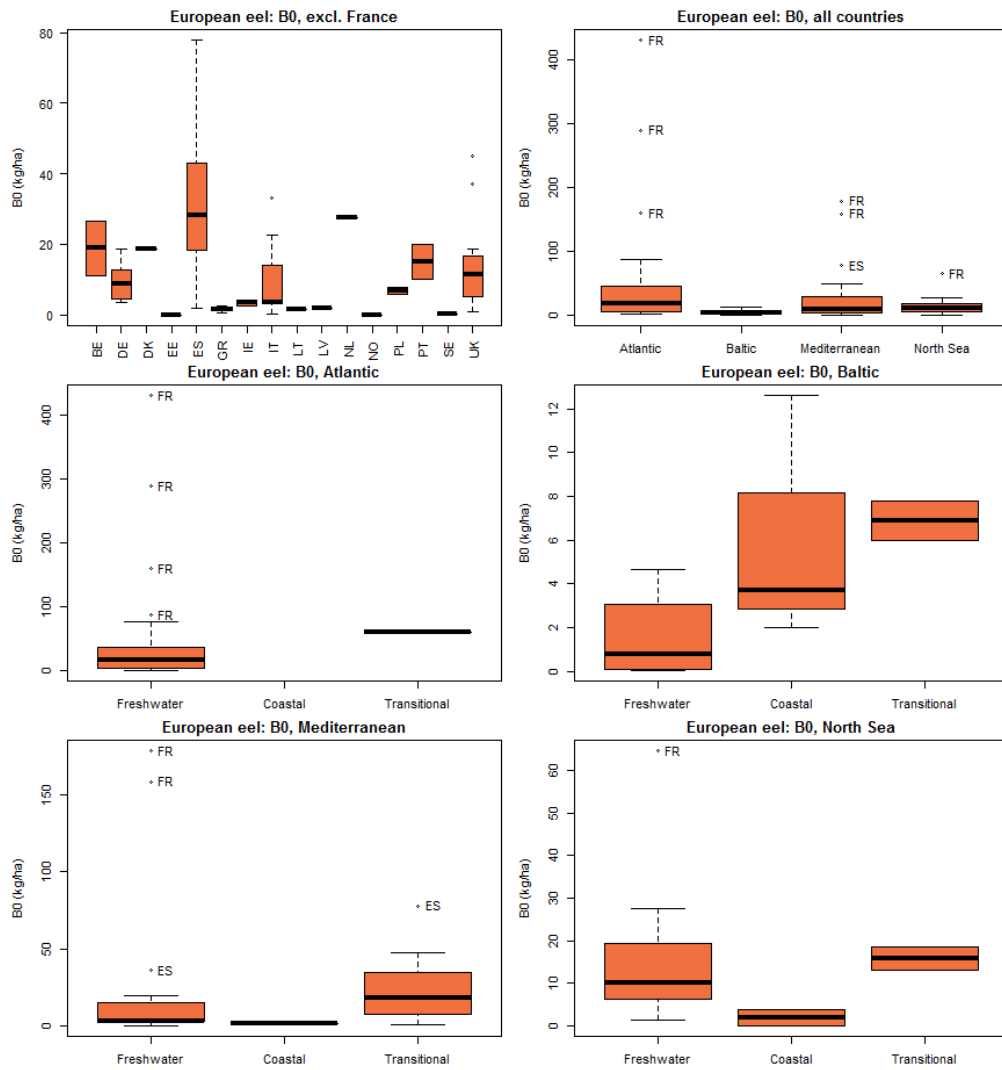 European eel: B0, excl. France
B0 (kg/ha)
80
60
40
20
0
BE DE DK EE ES GR IE IT LT LV NL NO PL PT SE UK
European eel: B0, all countries
B0 (kg/ha)
400
300
200
100
0
FR
FR
FR
FR
FR
ES
FR
Atlantic Baltic Mediterranean North Sea
European eel: B0, Atlantic
B0 (kg/ha)
400
300
200
100
0
FR
FR
FR
FR
Freshwater Coastal Transitional
European eel: B0, Baltic
B0 (kg/ha)
12
10
8
6
4
2
0
Freshwater Coastal Transitional
European eel: B0, Mediterranean
B0 (kg/ha)
150
100
50
0
FR
FR
ES
ES
Freshwater Coastal Transitional
European eel: B0, North Sea
B0 (kg/ha)
60
50
40
30
20
10
0
FR
Freshwater Coastal Transitional